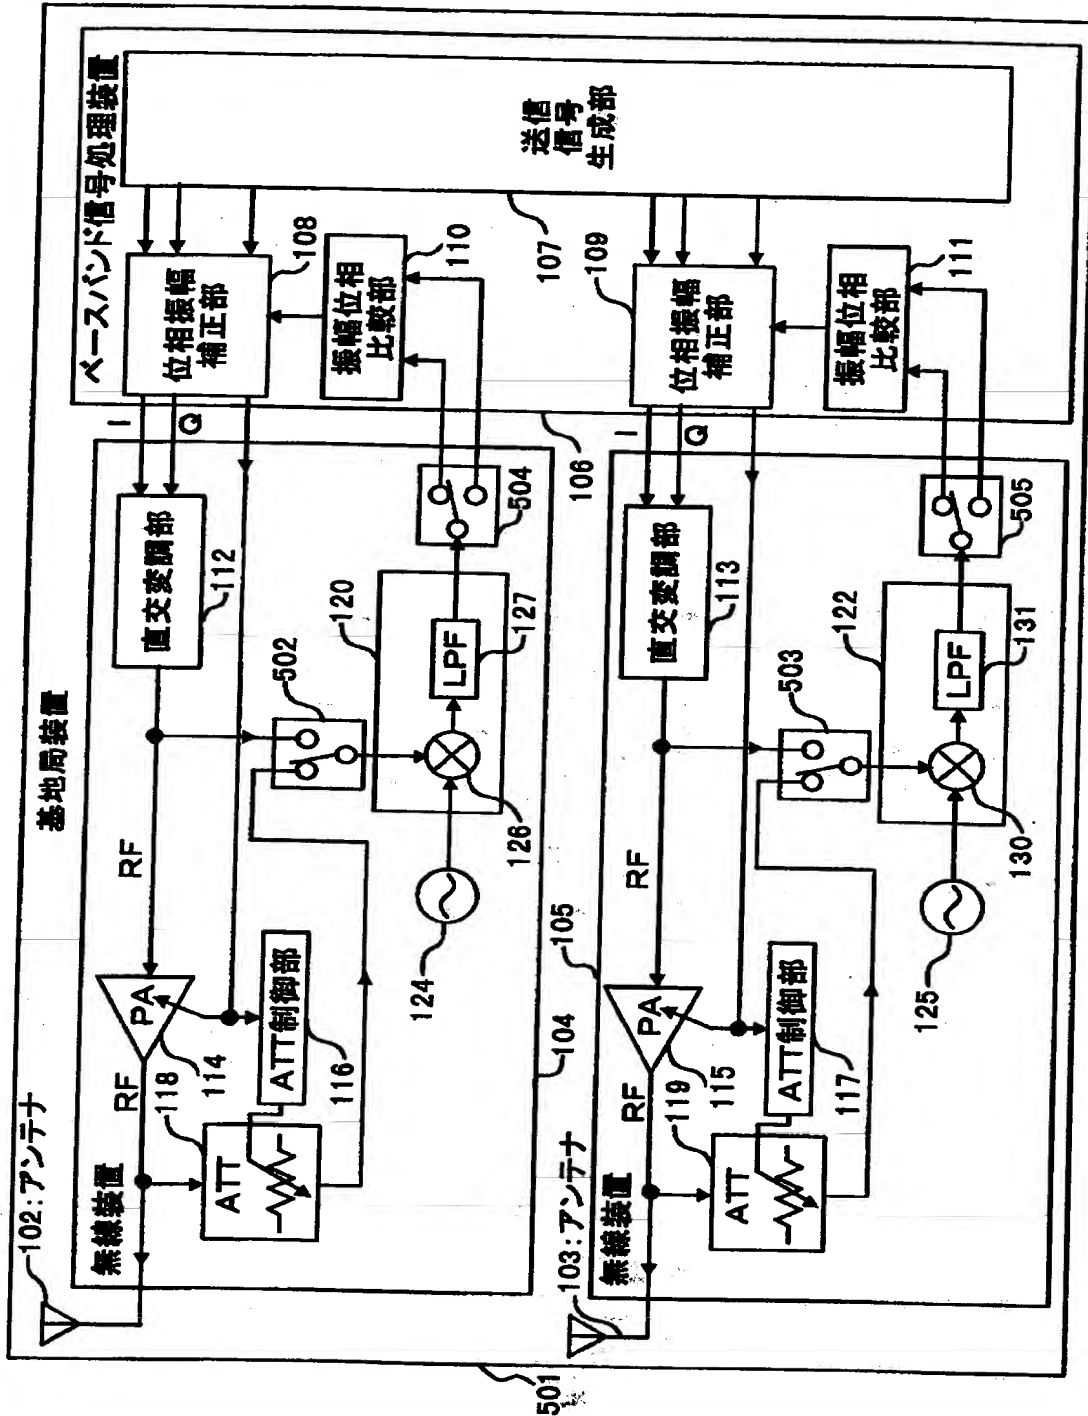 基地局装置
501
102:アンテナ
無線装置
104
RF
PA
114
118
ATT
ATT制御部
116
RF
直交変調部
112
502
120
LPF
127
126
124
504
I
Q
ベースバンド信号処理装置
106
位相振幅
補正部
108
振幅位相
比較部
110
送信
信号
生成部
107
103:アンテナ
無線装置
105
RF
PA
115
119
ATT
ATT制御部
117
RF
直交変調部
113
503
122
LPF
131
130
125
505
I
Q
位相振幅
補正部
109
振幅位相
比較部
111